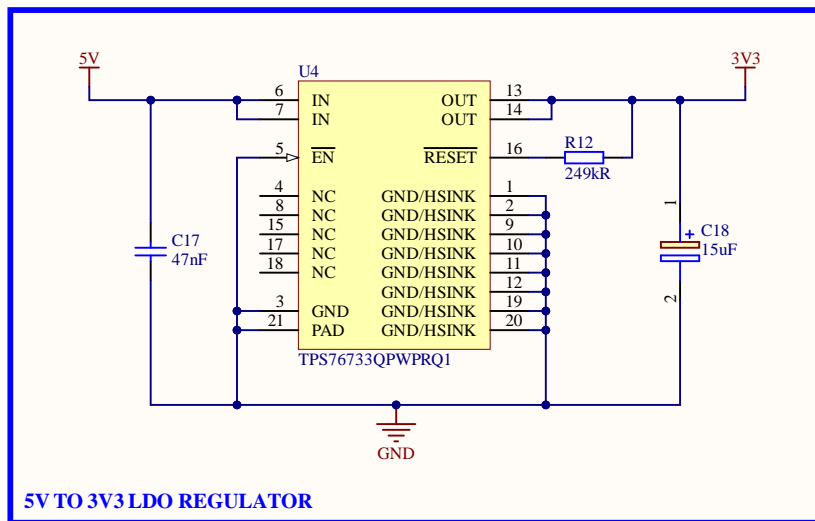 5V
U4
3V3
6 IN OUT 13
7 IN OUT 14
5 EN RESET 16
R12
249kR
4 NC GND/HSINK 1
8 NC GND/HSINK 2
15 NC GND/HSINK 9
17 NC GND/HSINK 10
18 NC GND/HSINK 11
GND/HSINK 12
3 GND GND/HSINK 19
21 PAD GND/HSINK 20
C17
47nF
1
+ C18
15uF
2
TPS76733QPWPRQ1
GND
5V TO 3V3 LDO REGULATOR